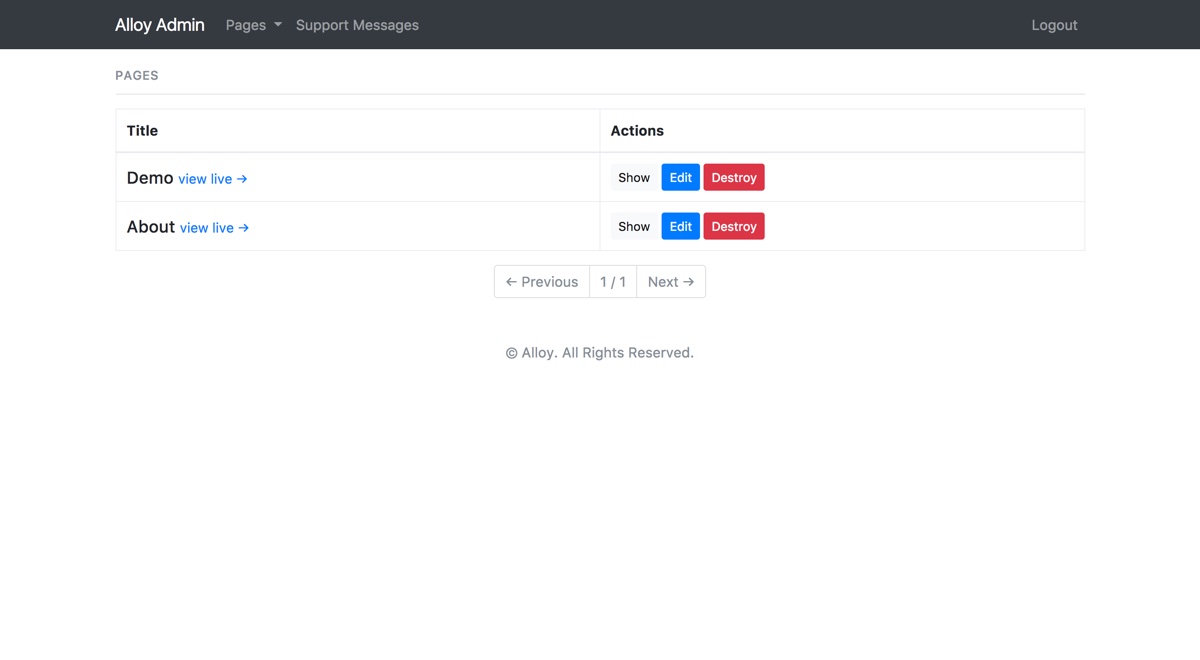 Alloy Admin Pages Support Messages Logout
PAGES
Title Actions
Demo view live → Show Edit Destroy
About view live → Show Edit Destroy
← Previous 1 / 1 Next →
© Alloy. All Rights Reserved.